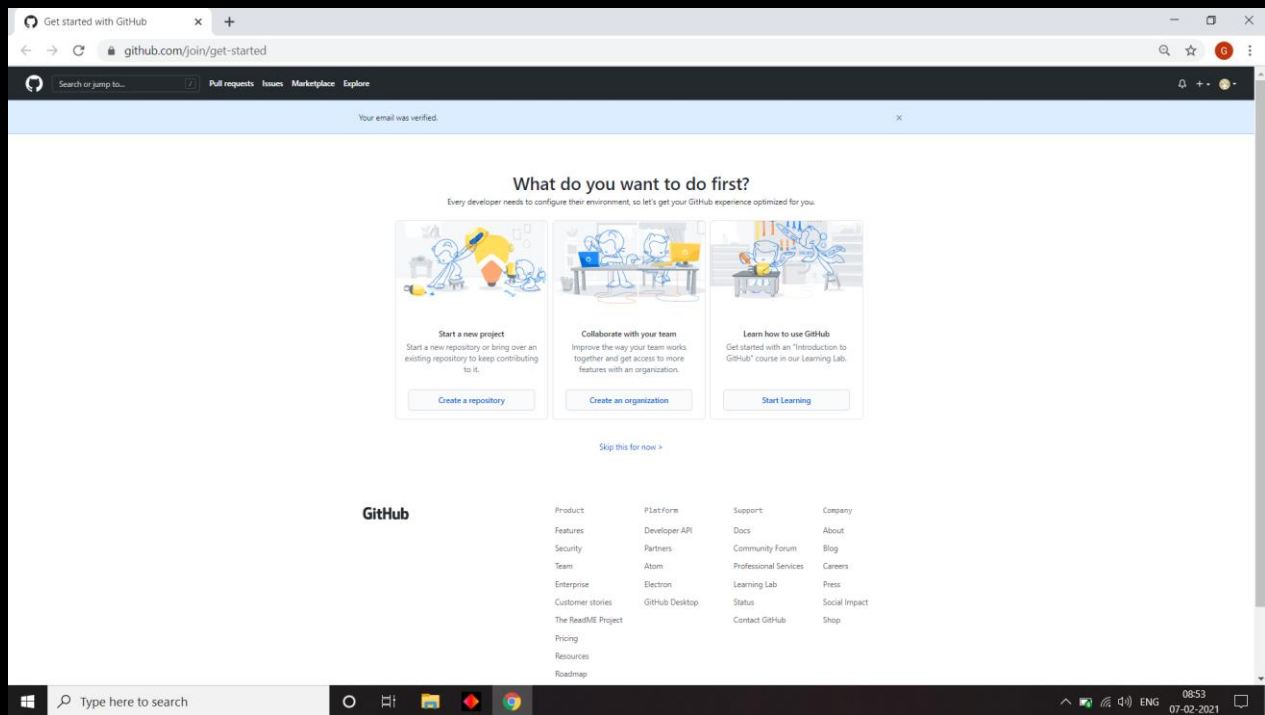 Get started with GitHub
github.com/join/get-started
G
Search or jump to... /
Pull requests Issues Marketplace Explore
Your email was verified.
What do you want to do first?
Every developer needs to configure their environment, so let's get your GitHub experience optimized for you.
Start a new project
Start a new repository or bring over an
existing repository to keep contributing
to it.
Create a repository
Collaborate with your team
Improve the way your team works
together and get access to more
features with an organization.
Create an organization
Learn how to use GitHub
Get started with an "Introduction to
GitHub" course in our Learning Lab.
Start Learning
Skip this for now >
GitHub
Product
Features
Security
Team
Enterprise
Customer stories
The ReadME Project
Pricing
Resources
Roadmap
Platform
Developer API
Partners
Atom
Electron
GitHub Desktop
Support
Docs
Community Forum
Professional Services
Learning Lab
Status
Contact GitHub
Company
About
Blog
Careers
Press
Social Impact
Shop
Type here to search
ENG
08:53
07-02-2021